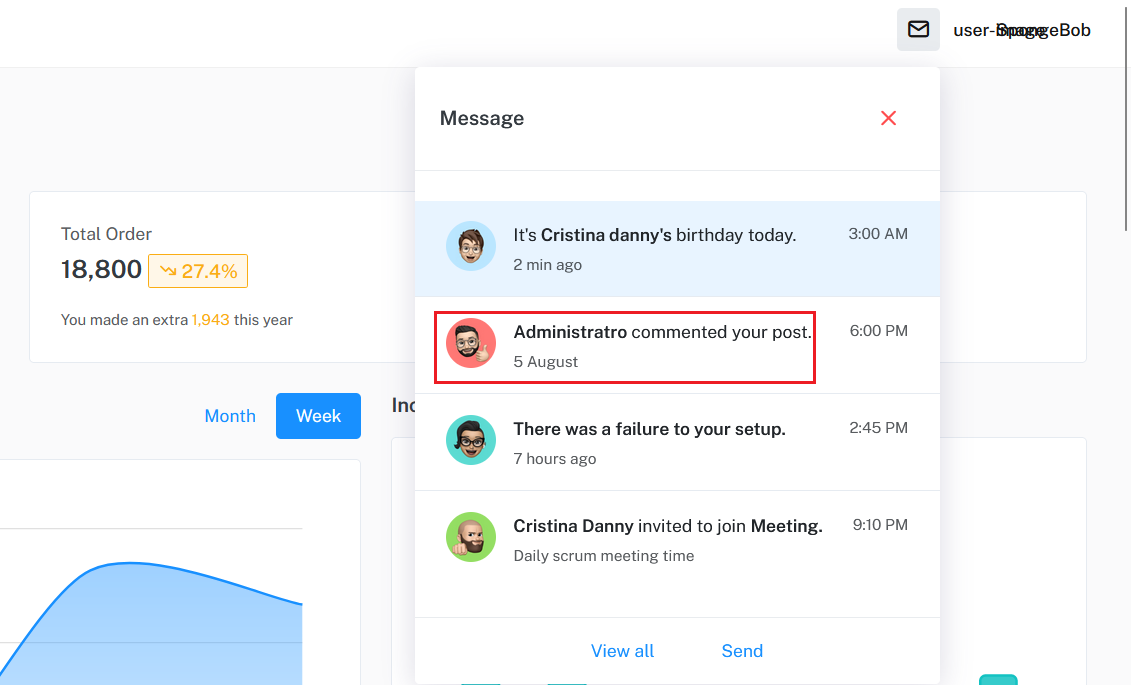 user-image SpongeBob
Message
Total Order
18,800 27.4%
You made an extra 1,943 this year
It's Cristina danny's birthday today. 3:00 AM
2 min ago
Administratro commented your post. 6:00 PM
5 August
Month Week
There was a failure to your setup. 2:45 PM
7 hours ago
Cristina Danny invited to join Meeting. 9:10 PM
Daily scrum meeting time
View all Send